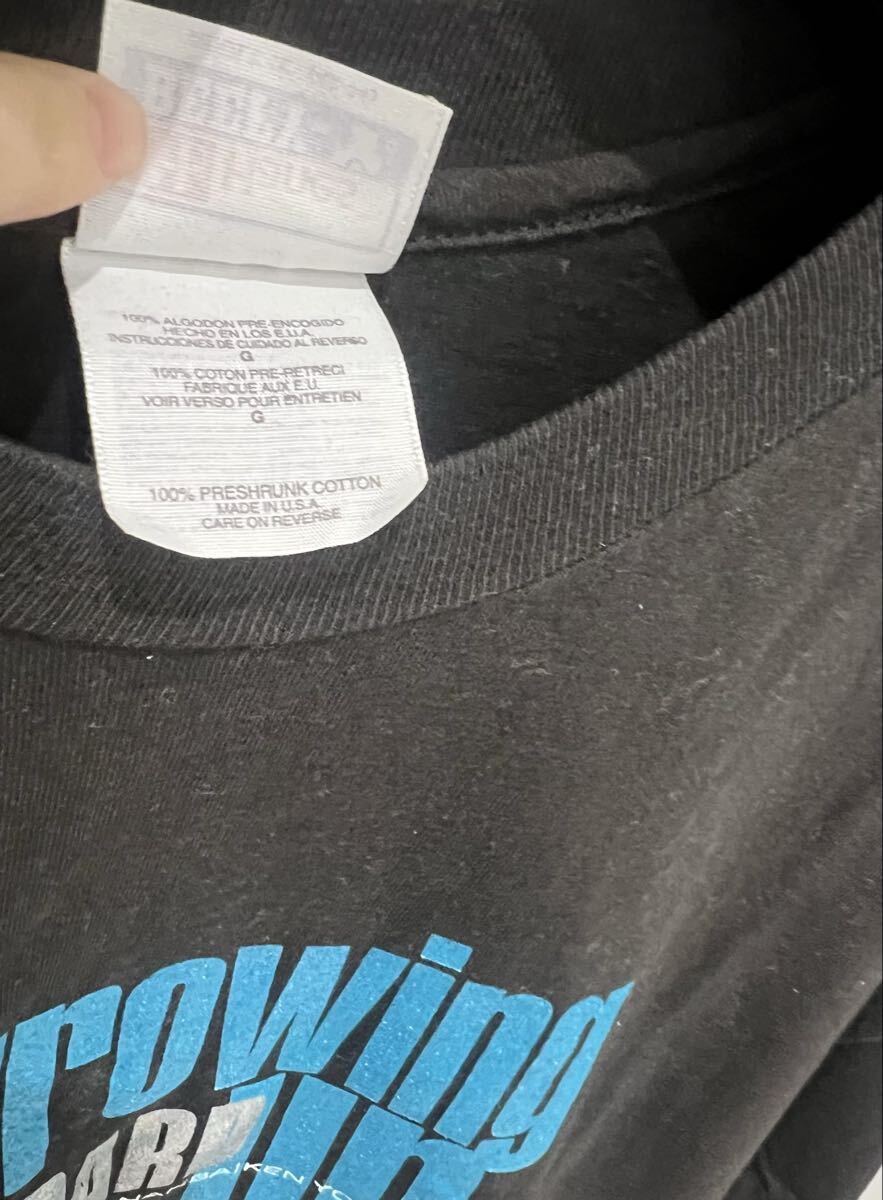 100% ALGODON PRE-ENCOGIDO
HECHO EN LOS E.U.A.
INSTRUCCIONES DE CUIDADO AL REVERSO
G
100% COTON PRE-RETRECI
FABRIQUE AUX E.U.
VOIR VERSO POUR ENTRETIEN
G
100% PRESHRUNK COTTON
MADE IN U.S.A.
CARE ON REVERSE
rowing